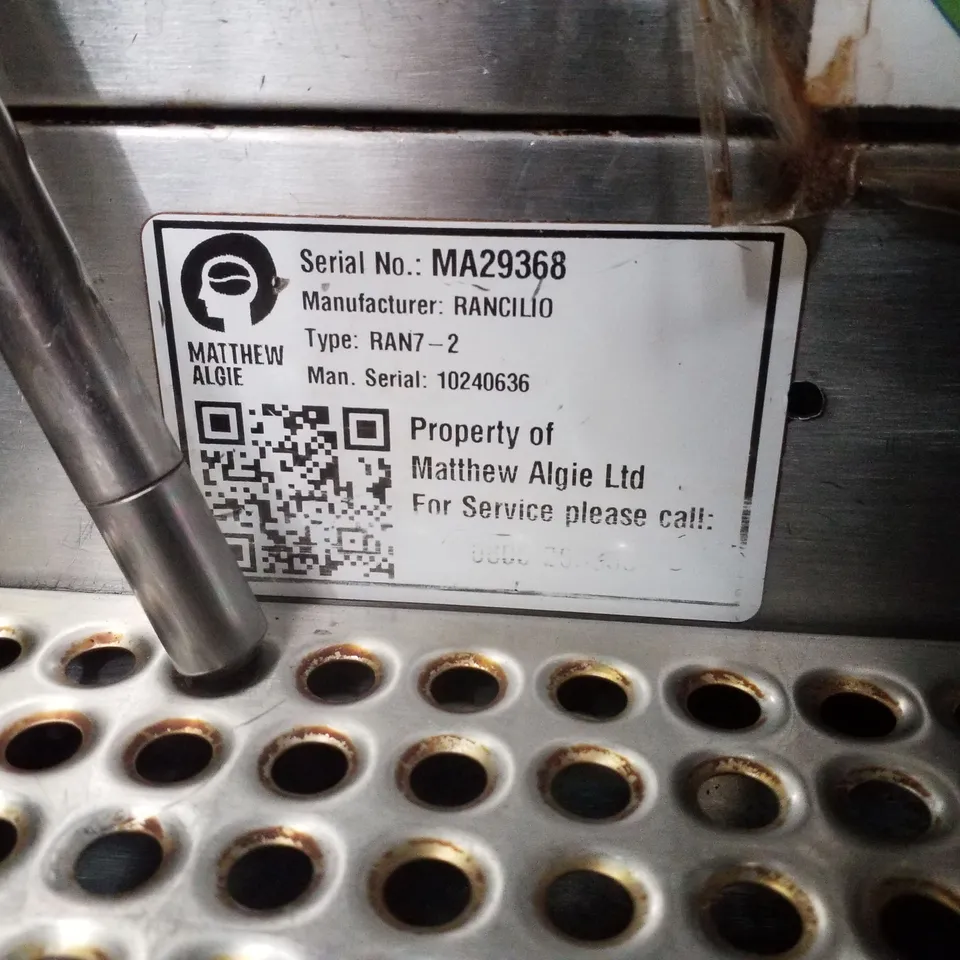 MATTHEW
ALGIE
Serial No.: MA29368
Manufacturer: RANCILIO
Type: RAN7-2
Man. Serial: 10240636
Property of
Matthew Algie Ltd
For Service please call: